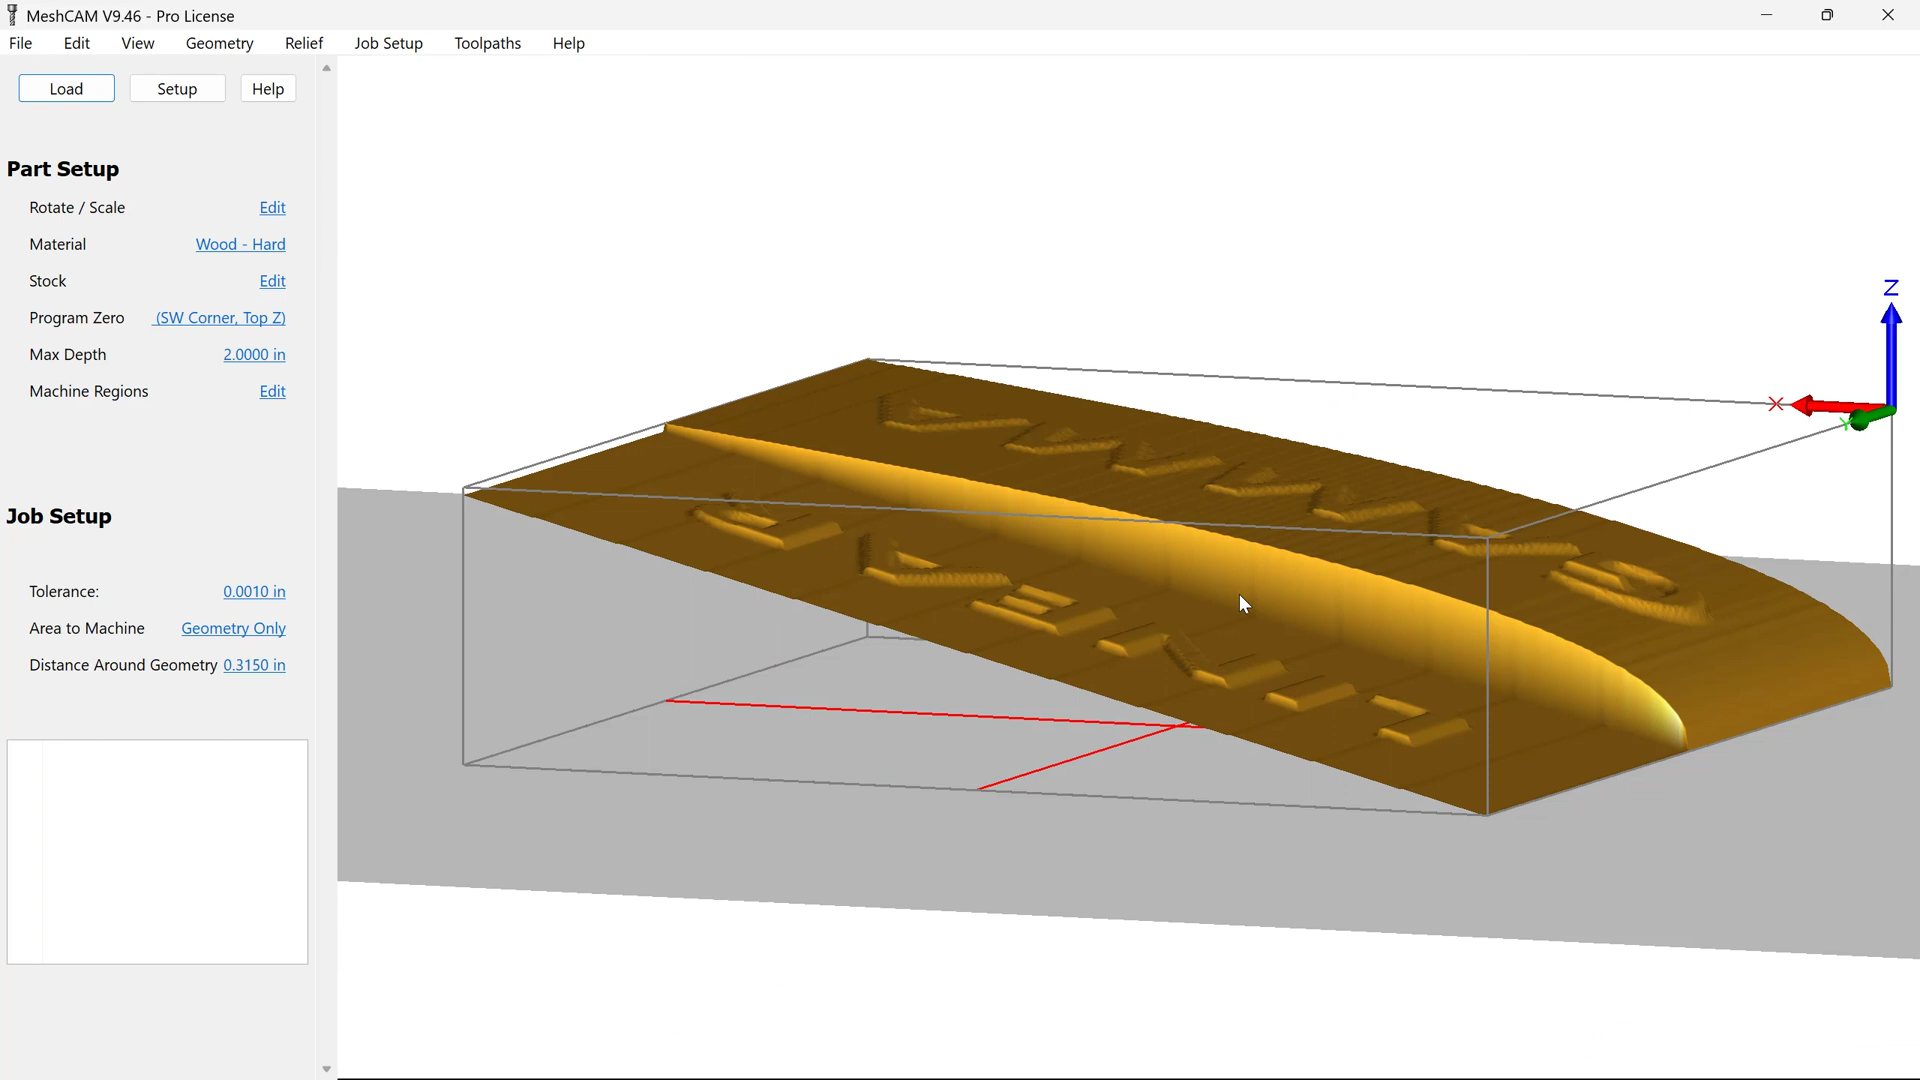 MeshCAM V9.46 - Pro License
File Edit View Geometry Relief Job Setup Toolpaths Help
Load Setup Help
Part Setup
Rotate / Scale Edit
Material Wood - Hard
Stock Edit
Program Zero (SW Corner, Top Z)
Max Depth 2.0000 in
Machine Regions Edit
Job Setup
Tolerance: 0.0010 in
Area to Machine Geometry Only
Distance Around Geometry 0.3150 in
Z
X
Y